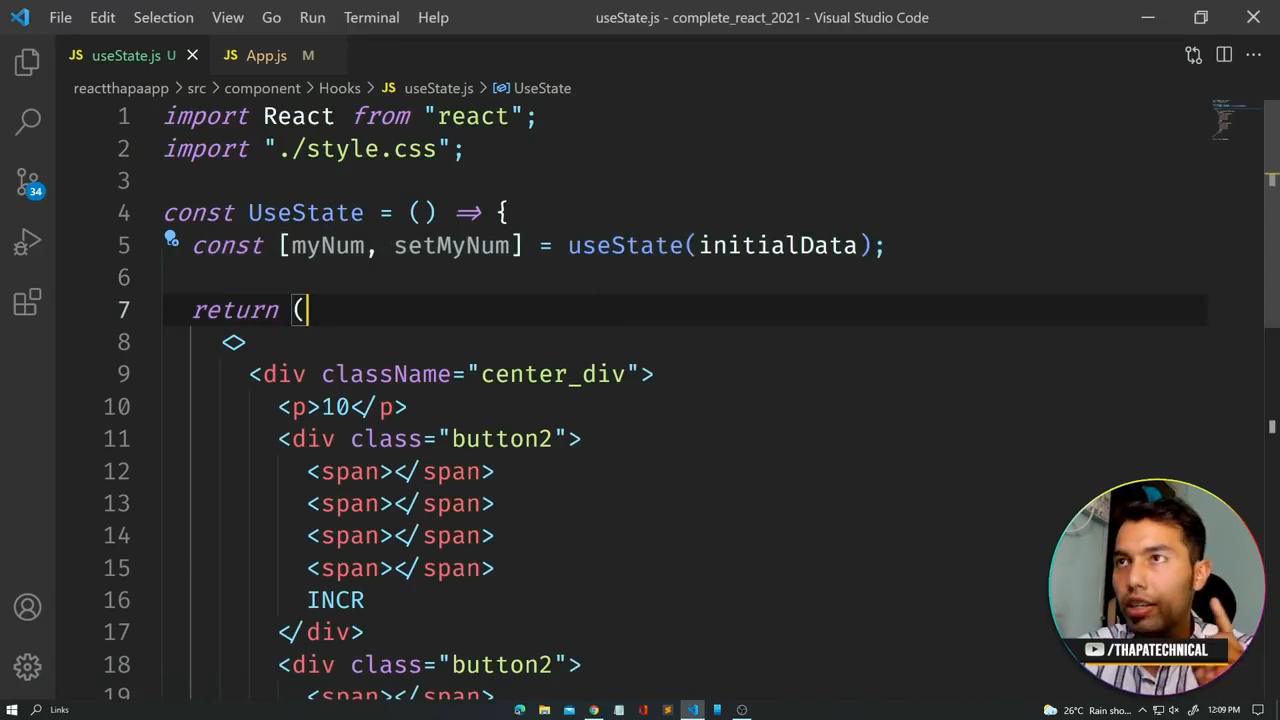 File Edit Selection View Go Run Terminal Help useState.js - complete_react_2021 - Visual Studio Code
JS useState.js U JS App.js M
reactthapaapp > src > component > Hooks > JS useState.js > UseState
1 import React from "react";
2 import "./style.css";
3
4 const UseState = () => {
5 const [myNum, setMyNum] = useState(initialData);
6
7 return (
8 <>
9 <div className="center_div">
10 <p>10</p>
11 <div class="button2">
12 <span></span>
13 <span></span>
14 <span></span>
15 <span></span>
16 INCR
17 </div>
18 <div class="button2">
19 <span></span>
34
/THAPATECHNICAL
Links 26°C Rain sho... 12:09 PM